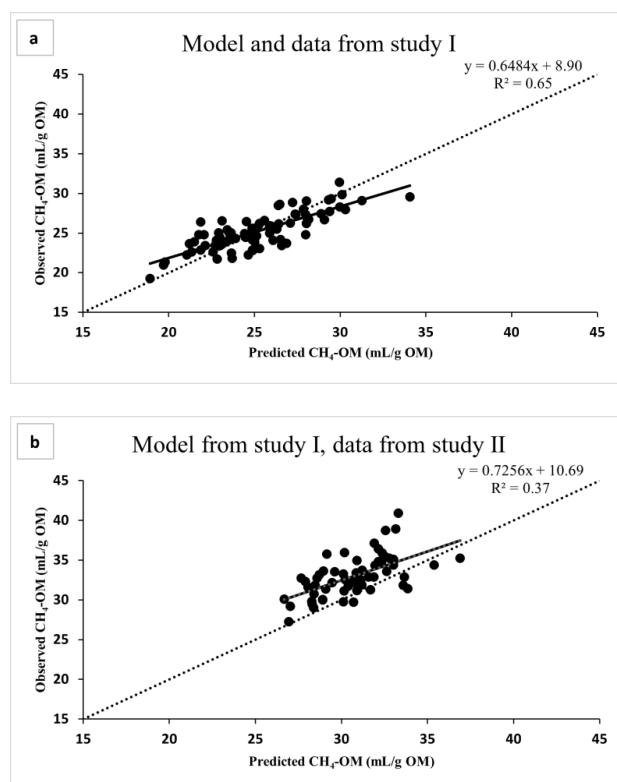 a
Model and data from study I
y = 0.6484x + 8.90
R² = 0.65
45
40
35
30
25
20
15
15 20 25 30 35 40 45
Observed CH₄-OM (mL/g OM)
Predicted CH₄-OM (mL/g OM)
b
Model from study I, data from study II
y = 0.7256x + 10.69
R² = 0.37
45
40
35
30
25
20
15
15 20 25 30 35 40 45
Observed CH₄-OM (mL/g OM)
Predicted CH₄-OM (mL/g OM)